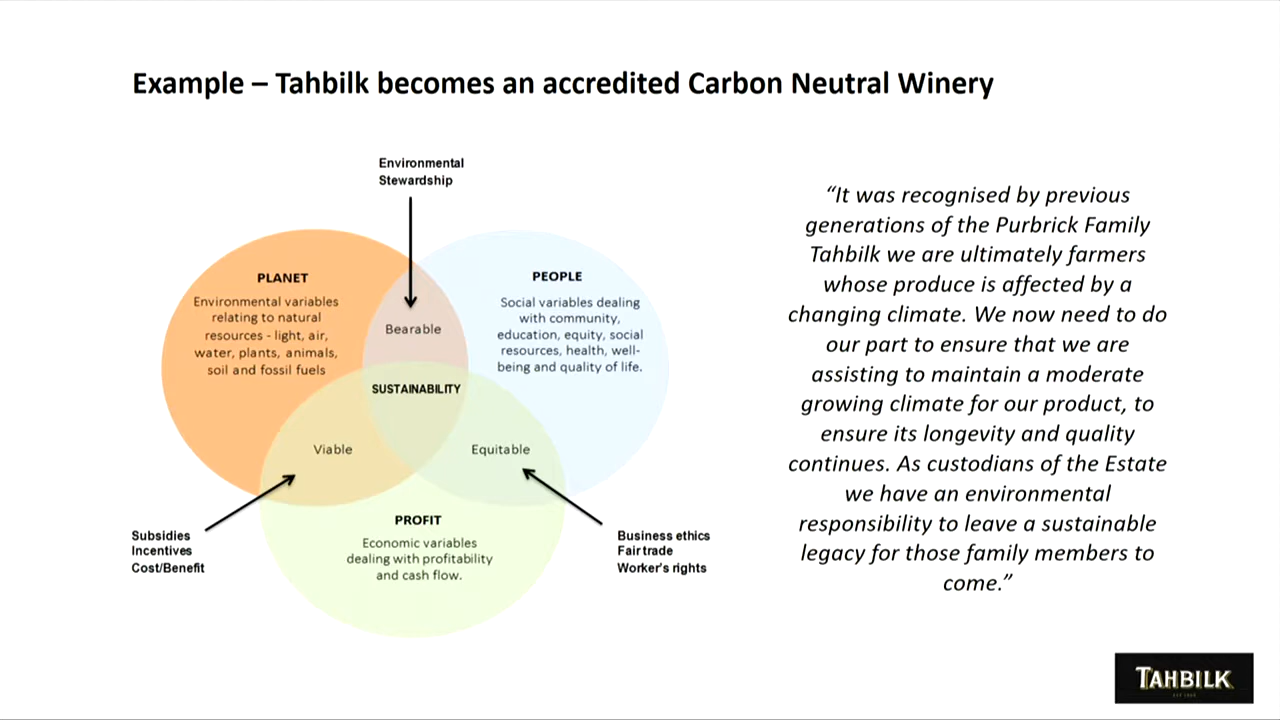 Example – Tahbilk becomes an accredited Carbon Neutral Winery
Environmental
Stewardship
PLANET
Environmental variables
relating to natural
resources - light, air,
water, plants, animals,
soil and fossil fuels
PEOPLE
Social variables dealing
with community,
education, equity, social
resources, health, well-
being and quality of life.
Bearable
SUSTAINABILITY
Viable
Equitable
PROFIT
Economic variables
dealing with profitability
and cash flow.
Subsidies
Incentives
Cost/Benefit
Business ethics
Fair trade
Worker's rights
“It was recognised by previous
generations of the Purbrick Family
Tahbilk we are ultimately farmers
whose produce is affected by a
changing climate. We now need to do
our part to ensure that we are
assisting to maintain a moderate
growing climate for our product, to
ensure its longevity and quality
continues. As custodians of the Estate
we have an environmental
responsibility to leave a sustainable
legacy for those family members to
come.”
TAHBILK